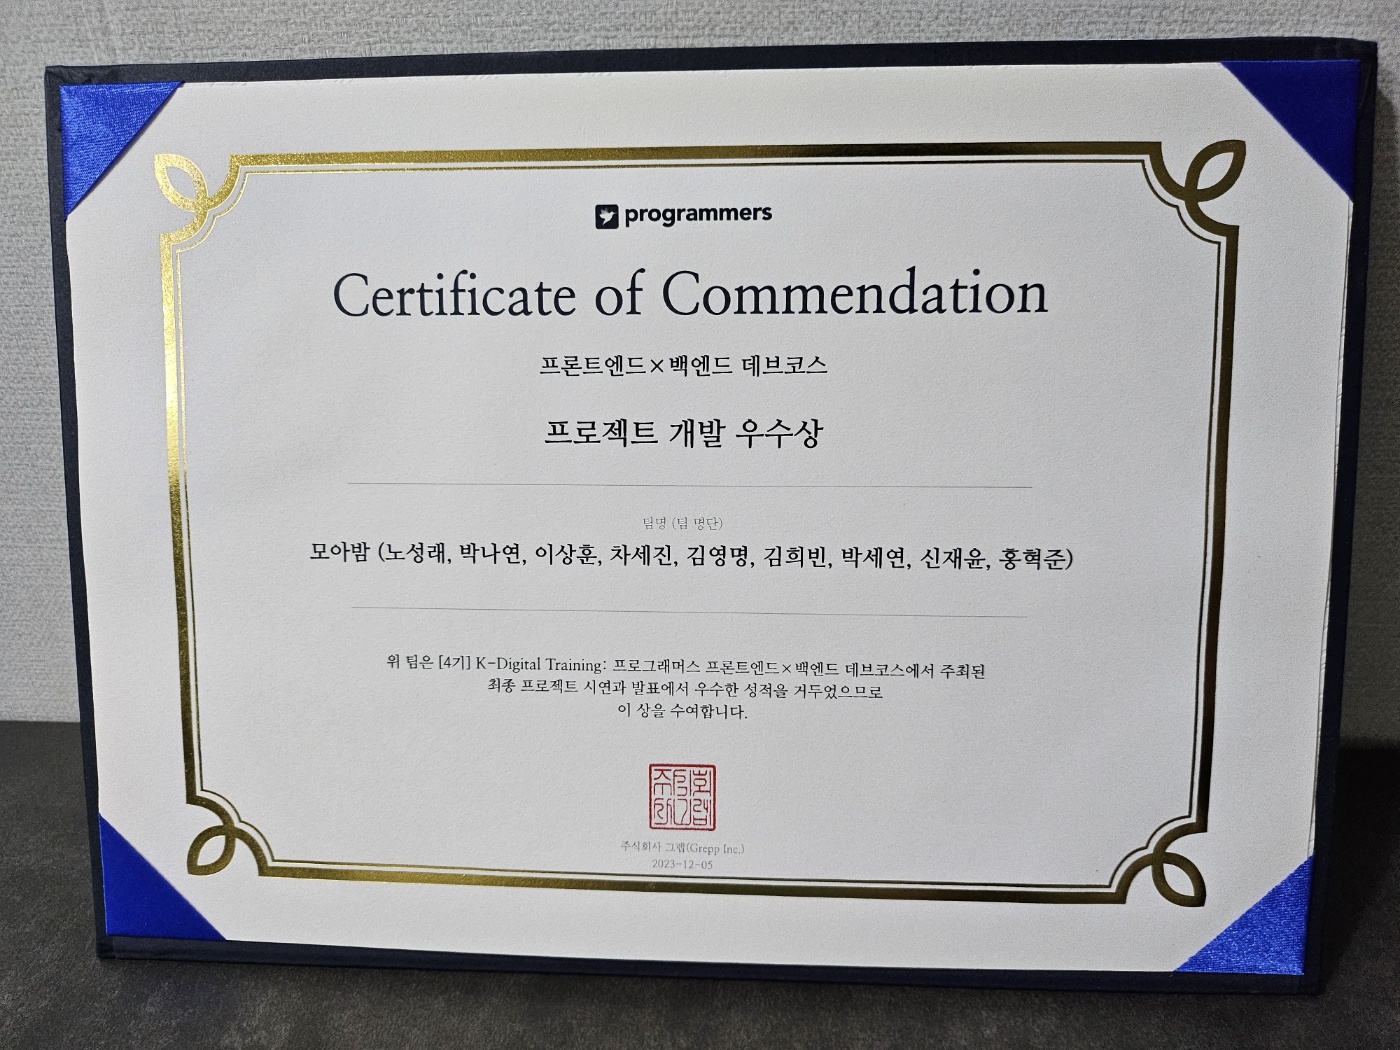 programmers
Certificate of Commendation
프론트엔드×백엔드 데브코스
프로젝트 개발 우수상
팀명 (팀 명단)
모아밤 (노성래, 박나연, 이상훈, 차세진, 김영명, 김희빈, 박세연, 신재윤, 홍혁준)
위 팀은 [4기] K-Digital Training: 프로그래머스 프론트엔드×백엔드 데브코스에서 주최된
최종 프로젝트 시연과 발표에서 우수한 성적을 거두었으므로
이 상을 수여합니다.
주식회사 그렙(Grepp Inc.)
2023-12-05